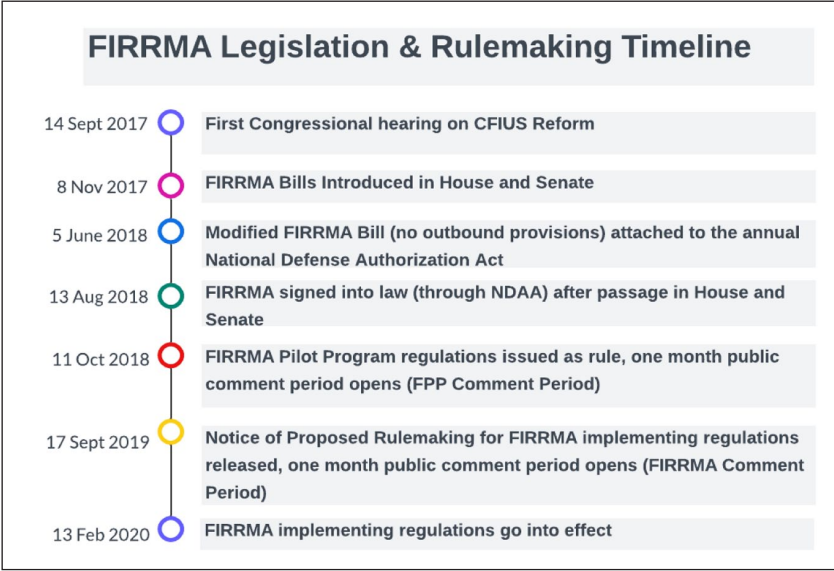 FIRRMA Legislation & Rulemaking Timeline
14 Sept 2017
First Congressional hearing on CFIUS Reform
8 Nov 2017
FIRRMA Bills Introduced in House and Senate
5 June 2018
Modified FIRRMA Bill (no outbound provisions) attached to the annual
National Defense Authorization Act
13 Aug 2018
FIRRMA signed into law (through NDAA) after passage in House and
Senate
11 Oct 2018
FIRRMA Pilot Program regulations issued as rule, one month public
comment period opens (FPP Comment Period)
17 Sept 2019
Notice of Proposed Rulemaking for FIRRMA implementing regulations
released, one month public comment period opens (FIRRMA Comment
Period)
13 Feb 2020
FIRRMA implementing regulations go into effect